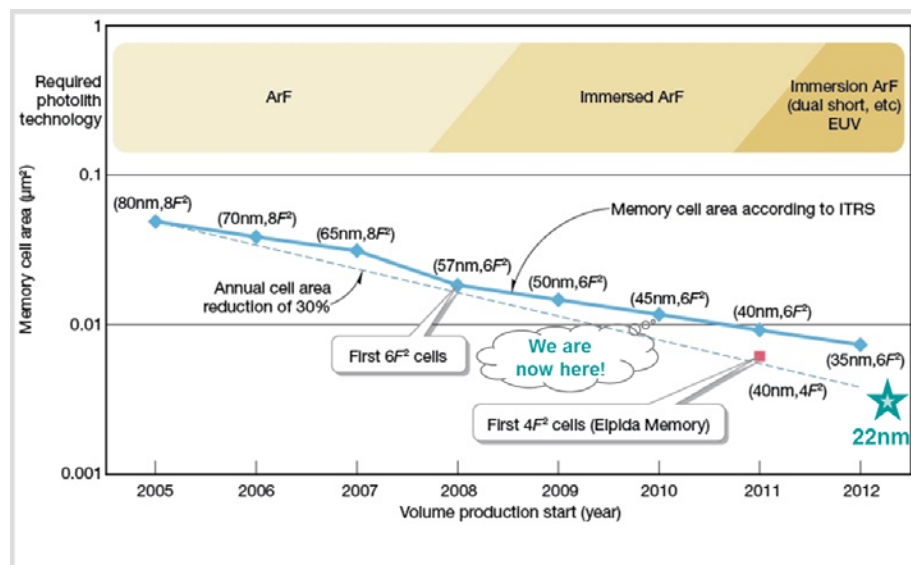 1
Required
photolith
technology
ArF
Immersed ArF
Immersion ArF
(dual short, etc)
EUV
0.1
Memory cell area (µm²)
(80nm,8F²)
(70nm,8F²)
(65nm,8F²)
(57nm,6F²)
(50nm,6F²)
(45nm,6F²)
(40nm,6F²)
(35nm,6F²)
Memory cell area according to ITRS
Annual cell area
reduction of 30%
0.01
First 6F² cells
We are
now here!
(40nm,4F²)
First 4F² cells (Elpida Memory)
22nm
0.001
2005
2006
2007
2008
2009
2010
2011
2012
Volume production start (year)